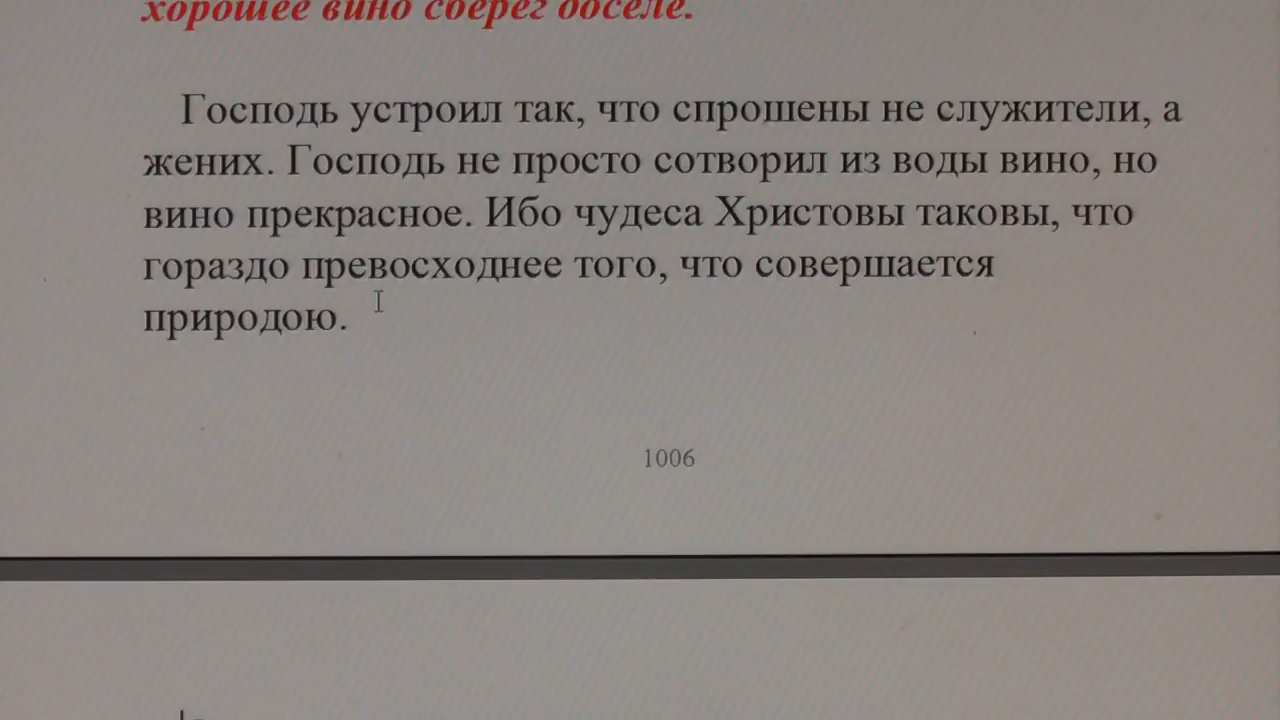 хорошее вино сберег доселе.
Господь устроил так, что спрошены не служители, а
жених. Господь не просто сотворил из воды вино, но
вино прекрасное. Ибо чудеса Христовы таковы, что
гораздо превосходнее того, что совершается
природою.
1006